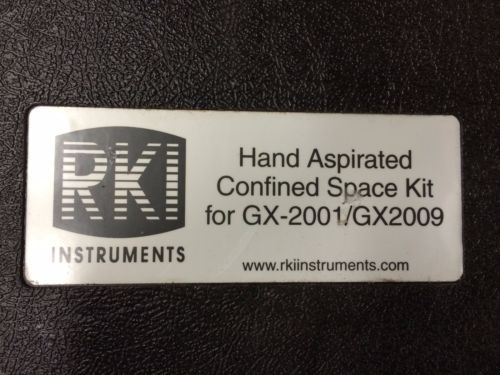 RKI
INSTRUMENTS
Hand Aspirated
Confined Space Kit
for GX-2001/GX2009
www.rkiinstruments.com